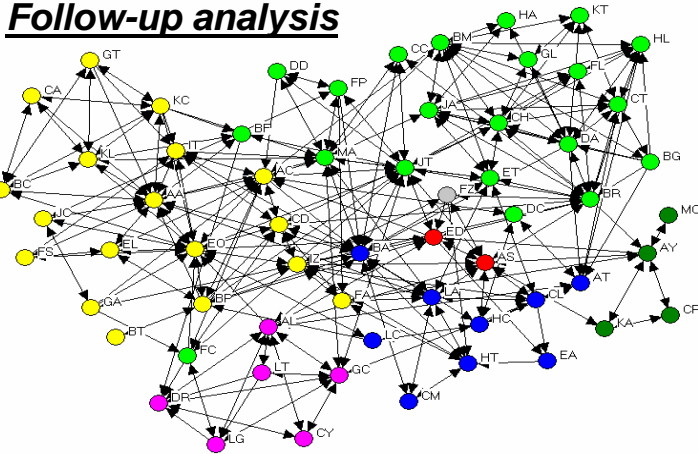 Follow-up analysis
HA
KT
BM
HL
CC
GL
GT
DD
FL
FP
CA
KC
JA
CT
CH
BF
DA
IT
MA
KL
JT
BG
AC
ET
BC
AA
FZ
BR
DC
MC
JC
CD
EO
ED
FS
EL
BA
AY
IZ
AS
AT
GA
BF
FA
LA
CL
CF
AL
HC
KA
BT
LC
FC
HT
EA
LT
GC
DR
CM
LG
CY